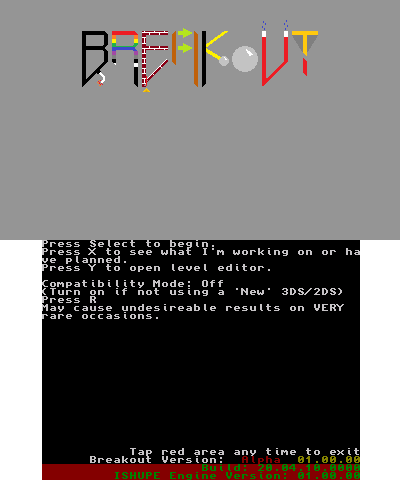 BREAKOUT
Press Select to begin.
Press X to see what I'm working on or ha
ve planned.
Press Y to open level editor.
Compatibility Mode: Off
(Turn on if not using a 'New' 3DS/2DS)
Press R
May cause undesireable results on VERY
rare occasions.
Tap red area any time to exit
Breakout Version: Alpha 01.00.00
Build: 20.04.10.0000
ISHUPE Engine Version: 01.00.00